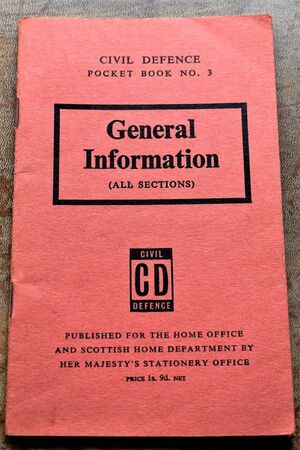 CIVIL DEFENCE
POCKET BOOK NO. 3
General
Information
(ALL SECTIONS)
CIVIL
CD
DEFENCE
PUBLISHED FOR THE HOME OFFICE
AND SCOTTISH HOME DEPARTMENT BY
HER MAJESTY'S STATIONERY OFFICE
PRICE 1s. 9d. NET